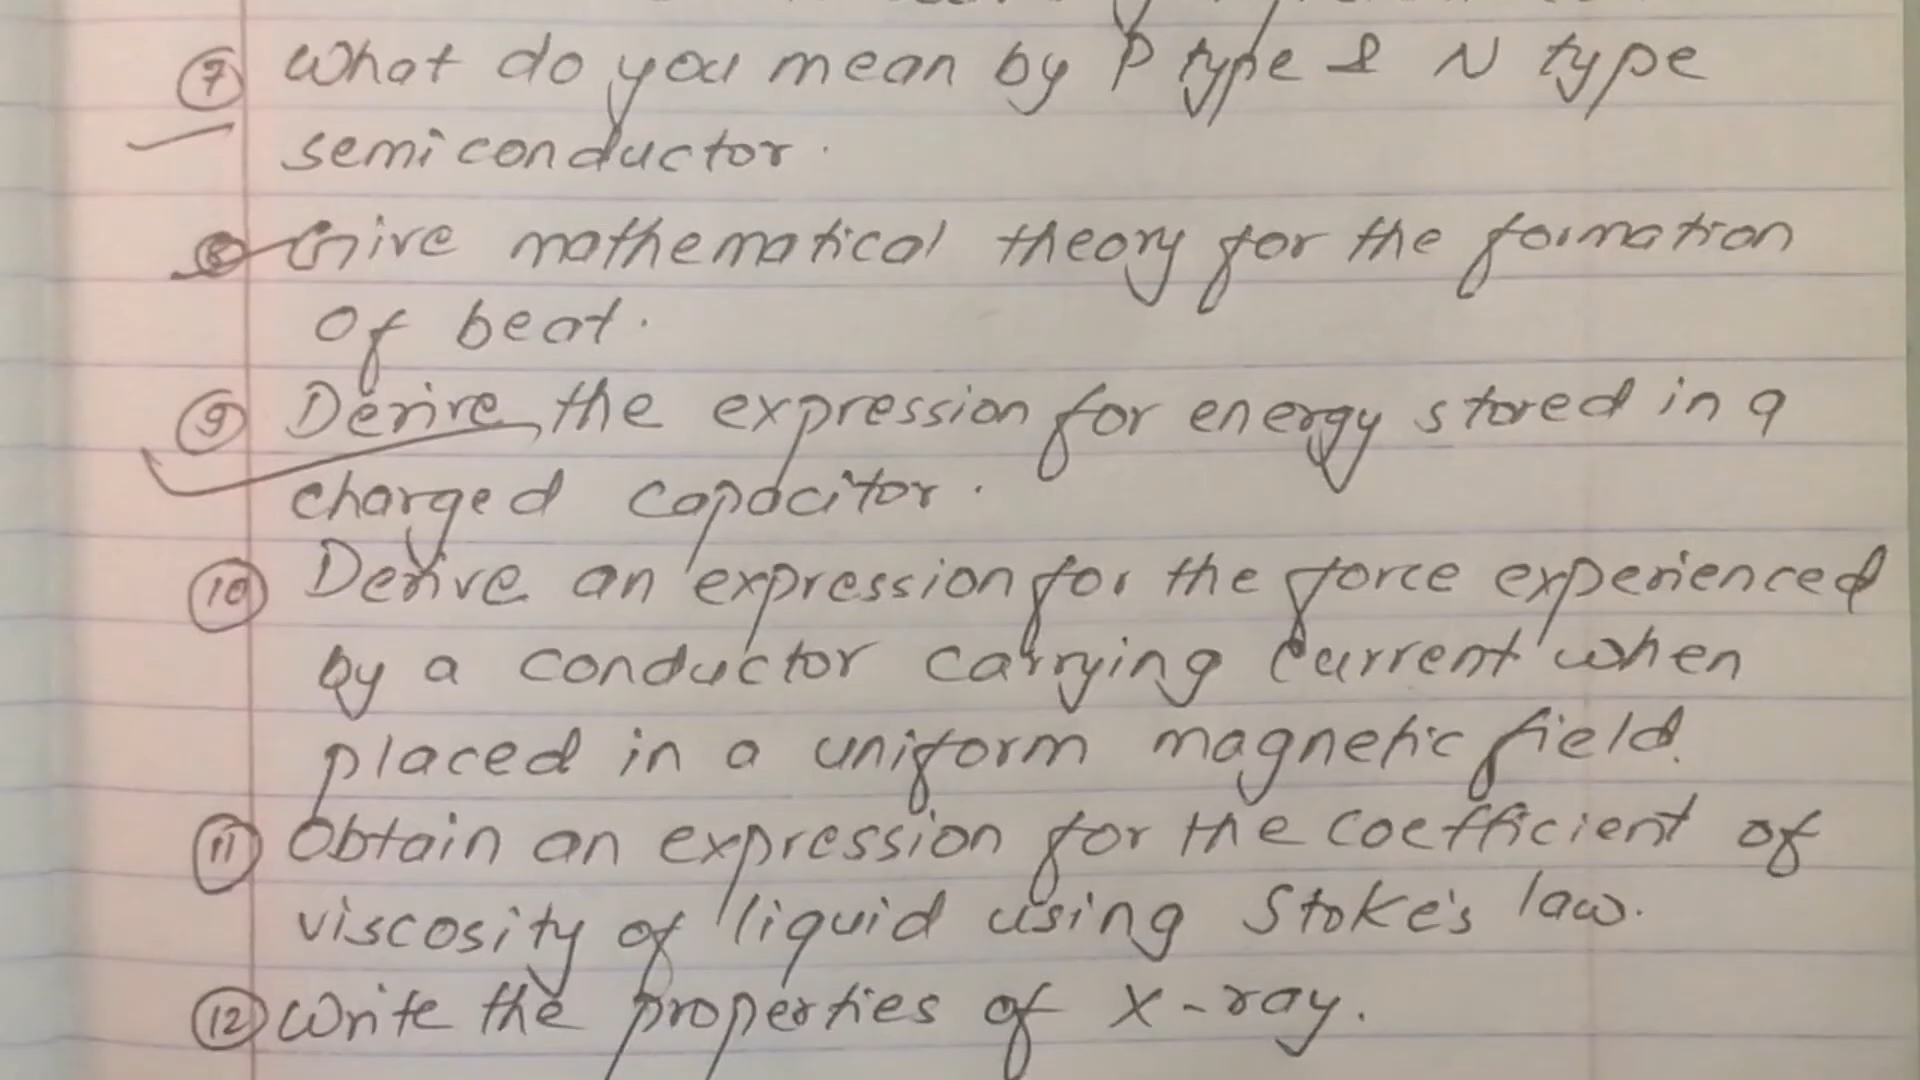 ⑦ What do you mean by P type & N type
semiconductor.
⑧ Give mathematical theory for the formation
of beat.
⑨ Derive the expression for energy stored in a
charged capacitor.
⑩ Derive an expression for the force experienced
by a conductor carrying current when
placed in a uniform magnetic field.
⑪ Obtain an expression for the coefficient of
viscosity of liquid using Stoke's law.
⑫ Write the properties of X-ray.